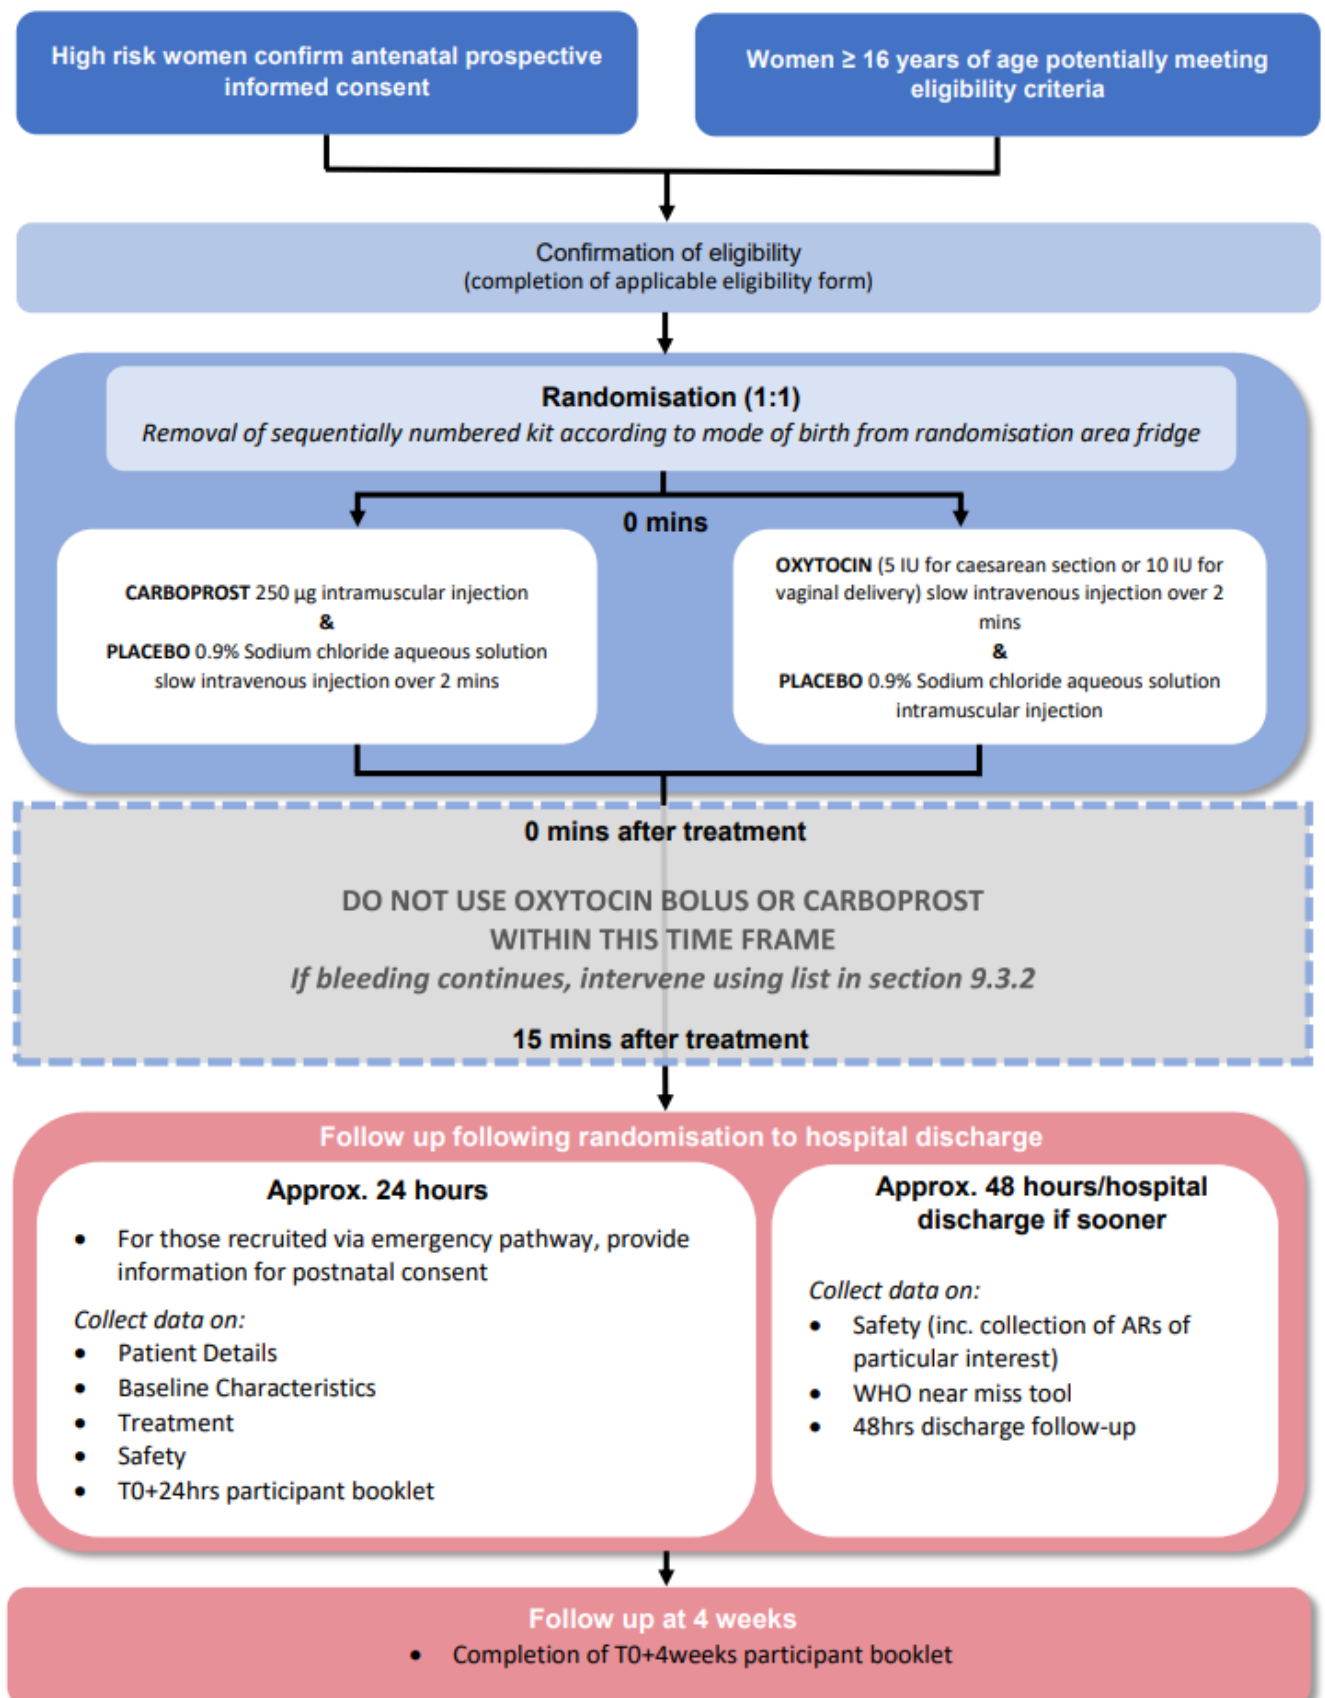 High risk women confirm antenatal prospective
informed consent
Women ≥ 16 years of age potentially meeting
eligibility criteria
Confirmation of eligibility
(completion of applicable eligibility form)
Randomisation (1:1)
Removal of sequentially numbered kit according to mode of birth from randomisation area fridge
0 mins
CARBOPROST 250 µg intramuscular injection
&
PLACEBO 0.9% Sodium chloride aqueous solution
slow intravenous injection over 2 mins
OXYTOCIN (5 IU for caesarean section or 10 IU for
vaginal delivery) slow intravenous injection over 2
mins
&
PLACEBO 0.9% Sodium chloride aqueous solution
intramuscular injection
0 mins after treatment
DO NOT USE OXYTOCIN BOLUS OR CARBOPROST
WITHIN THIS TIME FRAME
If bleeding continues, intervene using list in section 9.3.2
15 mins after treatment
Follow up following randomisation to hospital discharge
Approx. 24 hours
• For those recruited via emergency pathway, provide
information for postnatal consent
Collect data on:
• Patient Details
• Baseline Characteristics
• Treatment
• Safety
• T0+24hrs participant booklet
Approx. 48 hours/hospital
discharge if sooner
Collect data on:
• Safety (inc. collection of ARs of
particular interest)
• WHO near miss tool
• 48hrs discharge follow-up
Follow up at 4 weeks
• Completion of T0+4weeks participant booklet